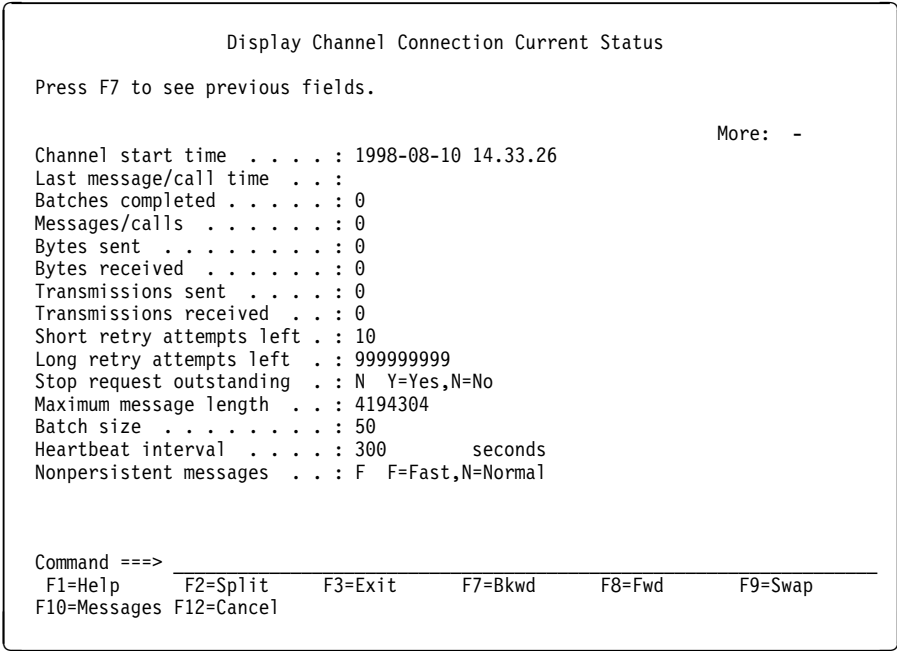 Display Channel Connection Current Status
Press F7 to see previous fields.
More: -
Channel start time . . . . : 1998-08-10 14.33.26
Last message/call time . . :
Batches completed . . . . . : 0
Messages/calls . . . . . . : 0
Bytes sent . . . . . . . . : 0
Bytes received . . . . . . : 0
Transmissions sent . . . . : 0
Transmissions received . . : 0
Short retry attempts left . : 10
Long retry attempts left . : 999999999
Stop request outstanding . : N Y=Yes,N=No
Maximum message length . . : 4194304
Batch size . . . . . . . . : 50
Heartbeat interval . . . . : 300 seconds
Nonpersistent messages . . : F F=Fast,N=Normal
Command ===> ________________________________________________________________
F1=Help F2=Split F3=Exit F7=Bkwd F8=Fwd F9=Swap
F10=Messages F12=Cancel